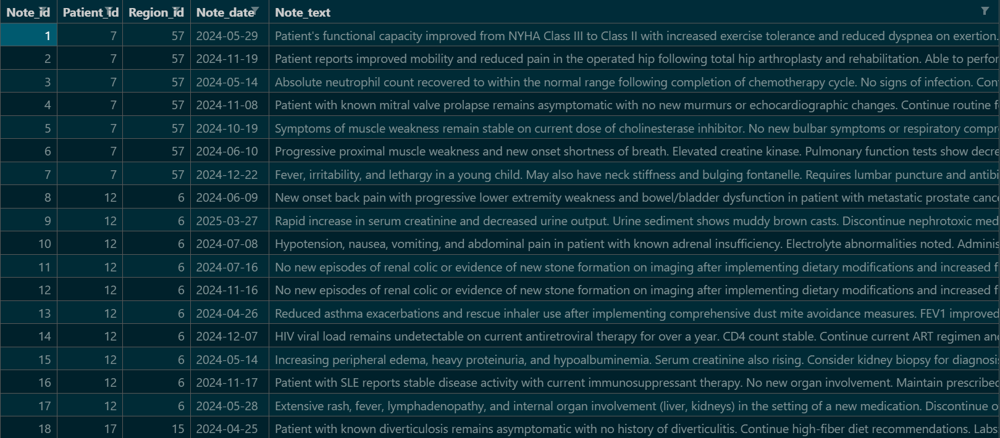 Note_id Patient_id Region_id Note_date Note_text
1 7 57 2024-05-29 Patient's functional capacity improved from NYHA Class III to Class II with increased exercise tolerance and reduced dyspnea on exertion.
2 7 57 2024-11-19 Patient reports improved mobility and reduced pain in the operated hip following total hip arthroplasty and rehabilitation. Able to perfor
3 7 57 2024-05-14 Absolute neutrophil count recovered to within the normal range following completion of chemotherapy cycle. No signs of infection. Con
4 7 57 2024-11-08 Patient with known mitral valve prolapse remains asymptomatic with no new murmurs or echocardiographic changes. Continue routine f
5 7 57 2024-10-19 Symptoms of muscle weakness remain stable on current dose of cholinesterase inhibitor. No new bulbar symptoms or respiratory compr
6 7 57 2024-06-10 Progressive proximal muscle weakness and new onset shortness of breath. Elevated creatine kinase. Pulmonary function tests show decre
7 7 57 2024-12-22 Fever, irritability, and lethargy in a young child. May also have neck stiffness and bulging fontanelle. Requires lumbar puncture and antibi
8 12 6 2024-06-09 New onset back pain with progressive lower extremity weakness and bowel/bladder dysfunction in patient with metastatic prostate canc
9 12 6 2025-03-27 Rapid increase in serum creatinine and decreased urine output. Urine sediment shows muddy brown casts. Discontinue nephrotoxic med
10 12 6 2024-07-08 Hypotension, nausea, vomiting, and abdominal pain in patient with known adrenal insufficiency. Electrolyte abnormalities noted. Adminis
11 12 6 2024-07-16 No new episodes of renal colic or evidence of new stone formation on imaging after implementing dietary modifications and increased f
12 12 6 2024-11-16 No new episodes of renal colic or evidence of new stone formation on imaging after implementing dietary modifications and increased f
13 12 6 2024-04-26 Reduced asthma exacerbations and rescue inhaler use after implementing comprehensive dust mite avoidance measures. FEV1 improved
14 12 6 2024-12-07 HIV viral load remains undetectable on current antiretroviral therapy for over a year. CD4 count stable. Continue current ART regimen an
15 12 6 2024-05-14 Increasing peripheral edema, heavy proteinuria, and hypoalbuminemia. Serum creatinine also rising. Consider kidney biopsy for diagnosi
16 12 6 2024-11-17 Patient with SLE reports stable disease activity with current immunosuppressant therapy. No new organ involvement. Maintain prescribed
17 12 6 2024-05-28 Extensive rash, fever, lymphadenopathy, and internal organ involvement (liver, kidneys) in the setting of a new medication. Discontinue o
18 17 15 2024-04-25 Patient with known diverticulosis remains asymptomatic with no history of diverticulitis. Continue high-fiber diet recommendations. Labs